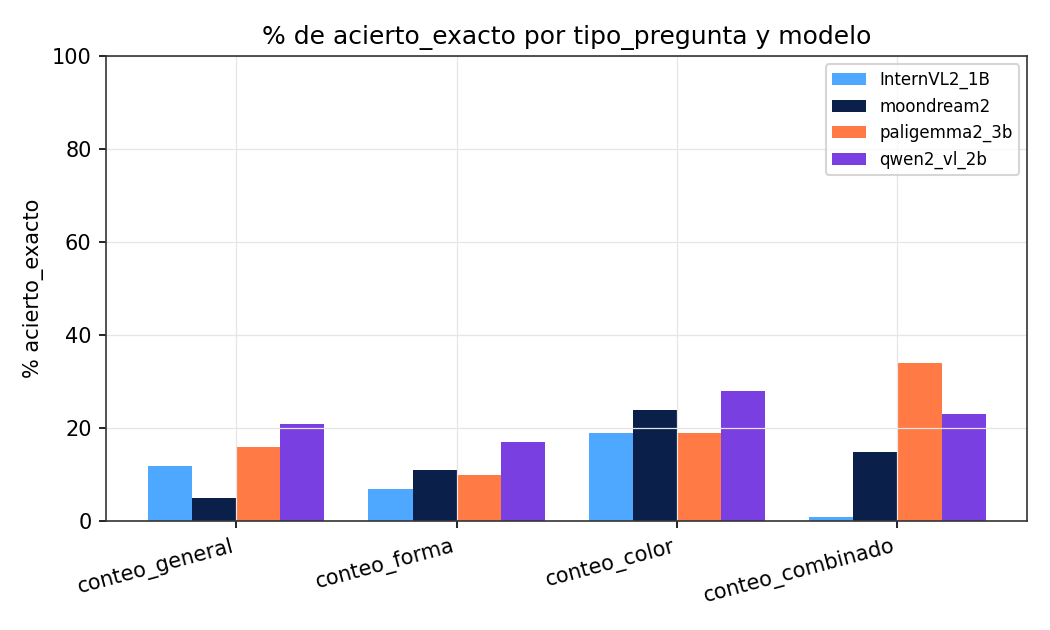 % de acierto_exacto por tipo_pregunta y modelo
100
80
60
40
20
0
% acierto_exacto
InternVL2_1B
moondream2
paligemma2_3b
qwen2_vl_2b
conteo_general
conteo_forma
conteo_color
conteo_combinado